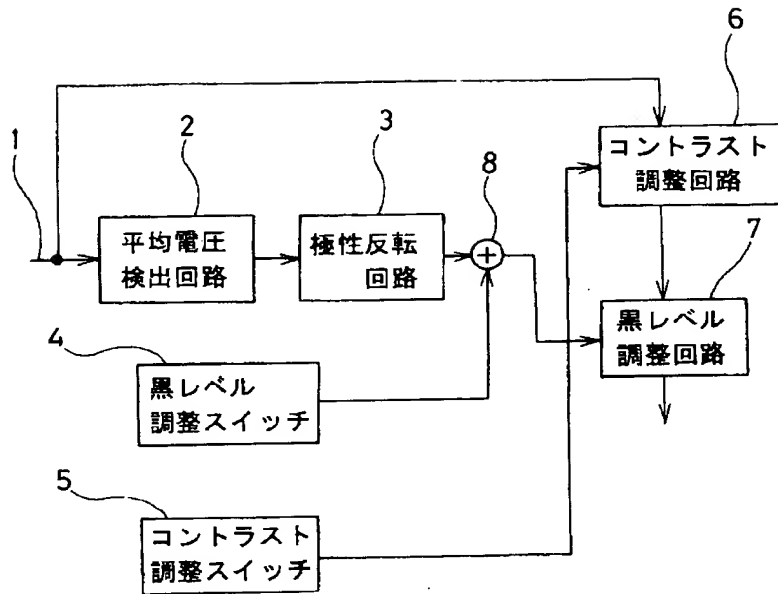 6
コントラスト
調整回路
1
2
平均電圧
検出回路
3
極性反転
回路
8
+
7
黒レベル
調整回路
4
黒レベル
調整スイッチ
5
コントラスト
調整スイッチ